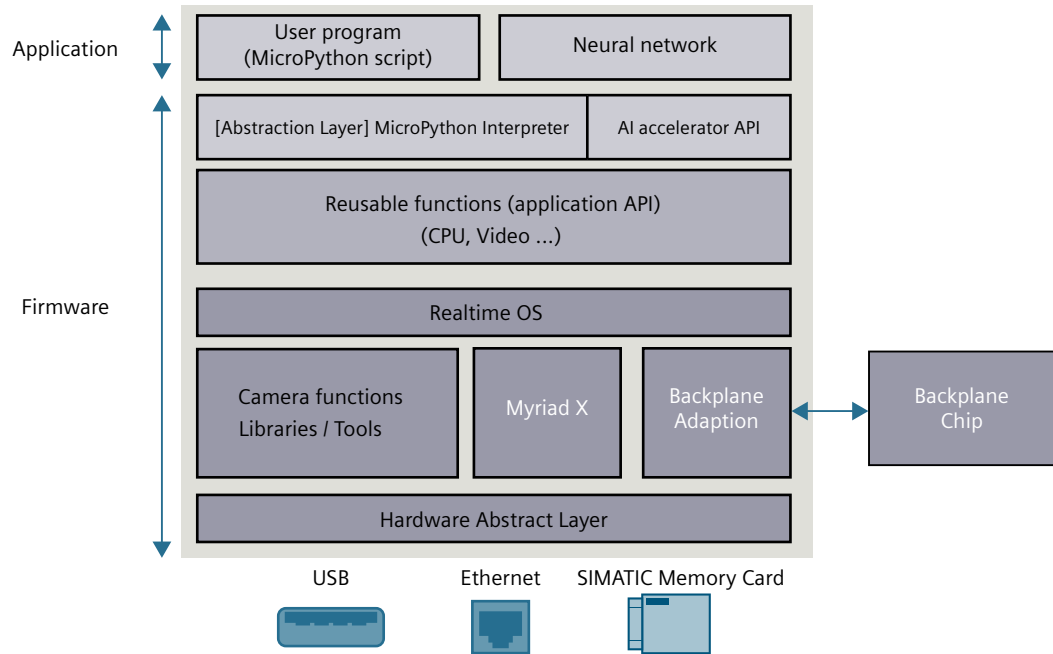 Application
User program
(MicroPython script)
Neural network
[Abstraction Layer] MicroPython Interpreter
AI accelerator API
Reusable functions (application API)
(CPU, Video ...)
Firmware
Realtime OS
Camera functions
Libraries / Tools
Myriad X
Backplane
Adaption
Backplane
Chip
Hardware Abstract Layer
USB
Ethernet
SIMATIC Memory Card